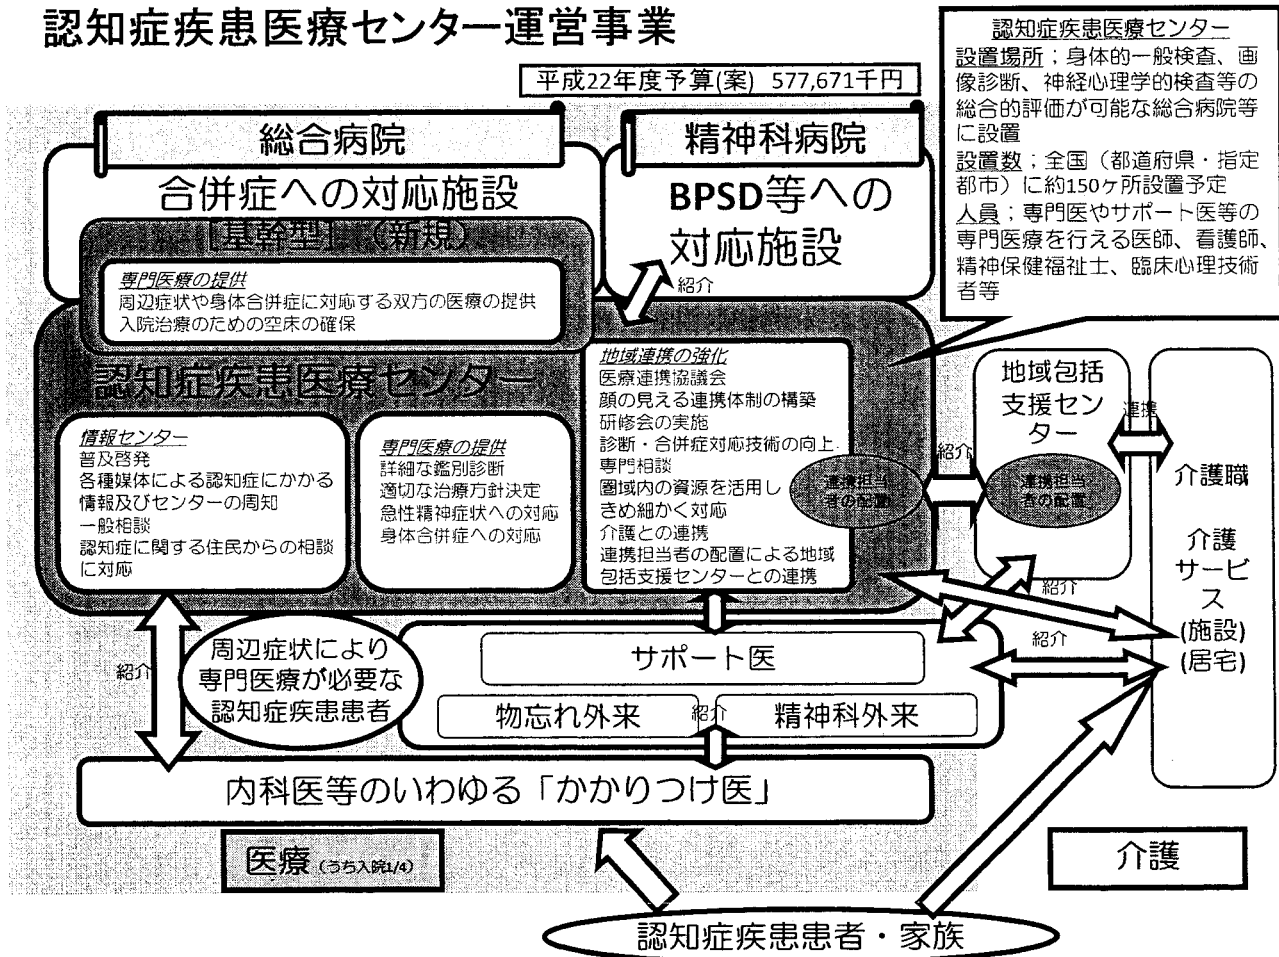 認知症疾患医療センター運営事業
平成22年度予算(案) 577,671千円
認知症疾患医療センター
設置場所；身体的一般検査、画
像診断、神経心理学的検査等の
総合的評価が可能な総合病院等
に設置
設置数；全国（都道府県・指定
都市）に約150ヶ所設置予定
人員；専門医やサポート医等の
専門医療を行える医師、看護師、
精神保健福祉士、臨床心理技術
者等
総合病院
合併症への対応施設
精神科病院
BPSD等への
対応施設
紹介
［基幹型］（新規）
専門医療の提供
周辺症状や身体合併症に対応する双方の医療の提供
入院治療のための空床の確保
認知症疾患医療センター
情報センター
普及啓発
各種媒体による認知症にかかる
情報及びセンターの周知
一般相談
認知症に関する住民からの相談
に対応
専門医療の提供
詳細な鑑別診断
適切な治療方針決定
急性精神症状への対応
身体合併症への対応
地域連携の強化
医療連携協議会
顔の見える連携体制の構築
研修会の実施
診断・合併症対応技術の向上
専門相談
圏域内の資源を活用し
きめ細かく対応
介護との連携
連携担当者の配置による地域
包括支援センターとの連携
連携担当
者の配置
紹介
地域包括
支援セン
ター
連携担当
者の配置
連携
介護職
介護
サービ
ス
(施設)
(居宅)
紹介
紹介
紹介
周辺症状により
専門医療が必要な
認知症疾患患者
サポート医
物忘れ外来
紹介
精神科外来
内科医等のいわゆる「かかりつけ医」
医療（うち入院1/4）
介護
認知症疾患患者・家族